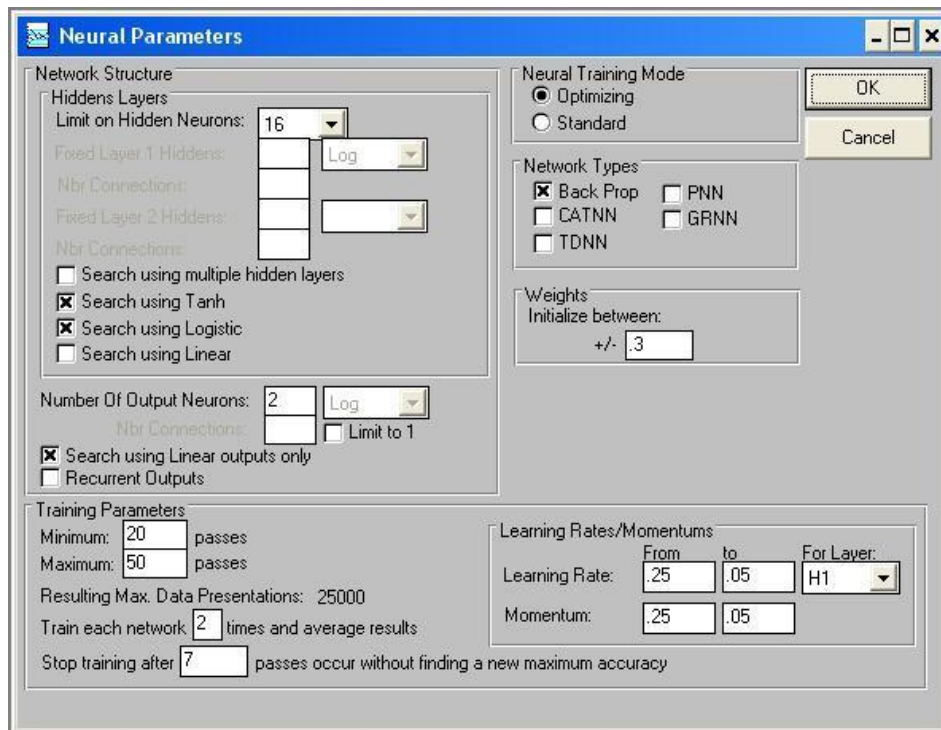 Neural Parameters
Network Structure
Hiddens Layers
Limit on Hidden Neurons: 16
Fixed Layer 1 Hiddens: Log
Nbr Connections:
Fixed Layer 2 Hiddens:
Nbr Connections:
Search using multiple hidden layers
Search using Tanh
Search using Logistic
Search using Linear
Number Of Output Neurons: 2 Log
Nbr Connections: Limit to 1
Search using Linear outputs only
Recurrent Outputs
Neural Training Mode
Optimizing
Standard
OK
Cancel
Network Types
Back Prop PNN
CATNN GRNN
TDNN
Weights
Initialize between:
+/- .3
Training Parameters
Minimum: 20 passes
Maximum: 50 passes
Resulting Max. Data Presentations: 25000
Train each network 2 times and average results
Stop training after 7 passes occur without finding a new maximum accuracy
Learning Rates/Momentums
From to For Layer:
Learning Rate: .25 .05 H1
Momentum: .25 .05